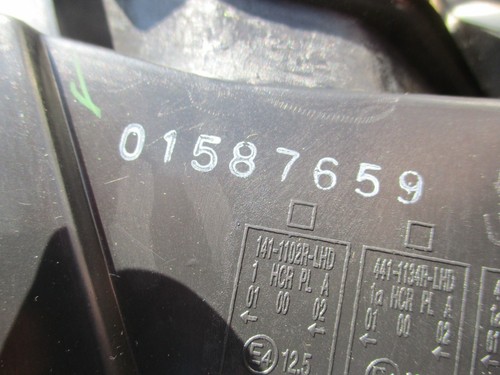 01587659
141-1102R-LHD
1 HCR PL A
01 00 02
← ←
E4 12.5
441-1134R-LHD
1a HCR PL A
01 00 02
←